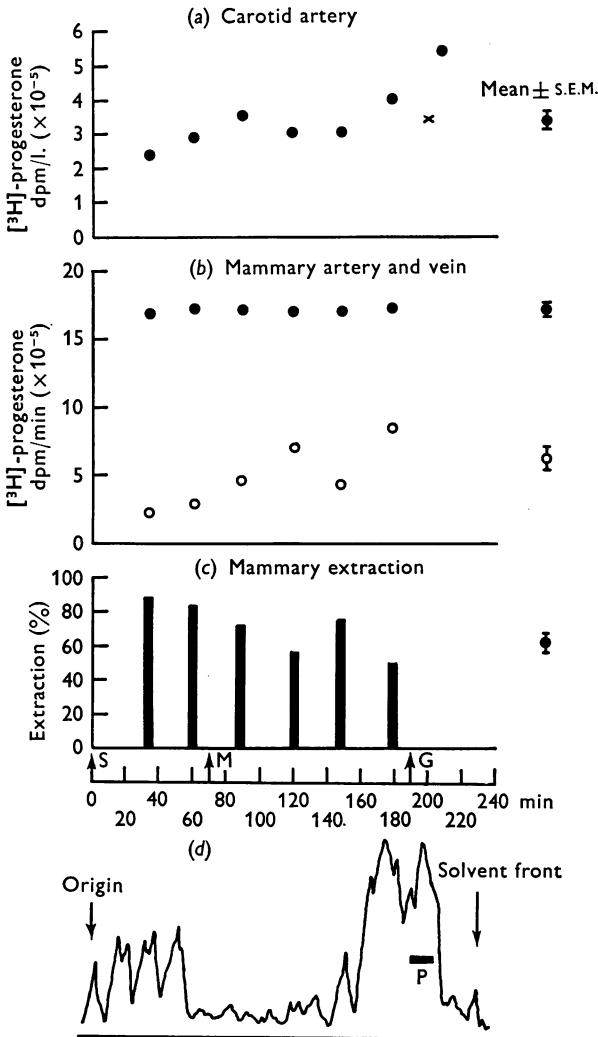 (a) Carotid artery
6
5
4
3
2
1
0
[³H]-progesterone
dpm/l. (×10⁻⁵)
Mean ± S.E.M.
×
(b) Mammary artery and vein
20
15
10
5
0
[³H]-progesterone
dpm/min (×10⁻⁵)
(c) Mammary extraction
100
80
60
40
20
0
Extraction (%)
S M G
0 40 80 120 160 200 240 min
20 60 100 140. 180 220
(d)
Origin
Solvent front
P